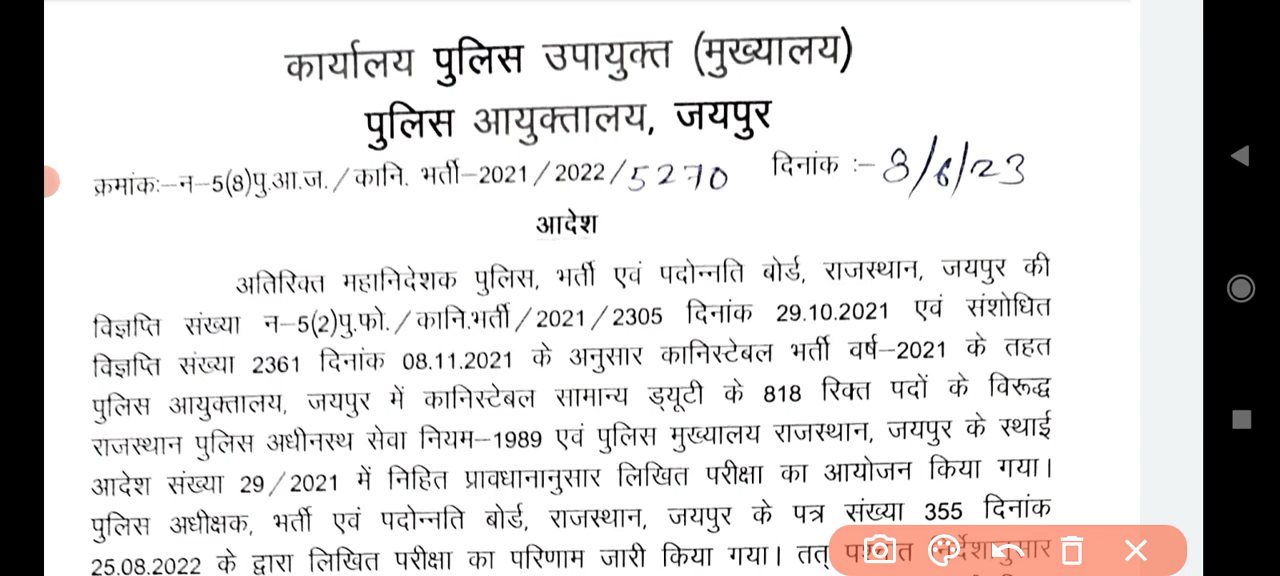 कार्यालय पुलिस उपायुक्त (मुख्यालय)
पुलिस आयुक्तालय, जयपुर
क्रमांकः–न–5(8)पु.आ.ज. / कानि. भर्ती–2021 / 2022 / 5270 दिनांक :– 8/6/23
आदेश
अतिरिक्त महानिदेशक पुलिस, भर्ती एवं पदोन्नति बोर्ड, राजस्थान, जयपुर की
विज्ञप्ति संख्या न–5(2)पु.फो. / कानि.भर्ती / 2021 / 2305 दिनांक 29.10.2021 एवं संशोधित
विज्ञप्ति संख्या 2361 दिनांक 08.11.2021 के अनुसार कानिस्टेबल भर्ती वर्ष–2021 के तहत
पुलिस आयुक्तालय, जयपुर में कानिस्टेबल सामान्य ड्यूटी के 818 रिक्त पदों के विरूद्ध
राजस्थान पुलिस अधीनस्थ सेवा नियम–1989 एवं पुलिस मुख्यालय राजस्थान, जयपुर के स्थाई
आदेश संख्या 29 / 2021 में निहित प्रावधानानुसार लिखित परीक्षा का आयोजन किया गया।
पुलिस अधीक्षक, भर्ती एवं पदोन्नति बोर्ड, राजस्थान, जयपुर के पत्र संख्या 355 दिनांक
25.08.2022 के द्वारा लिखित परीक्षा का परिणाम जारी किया गया। तत्